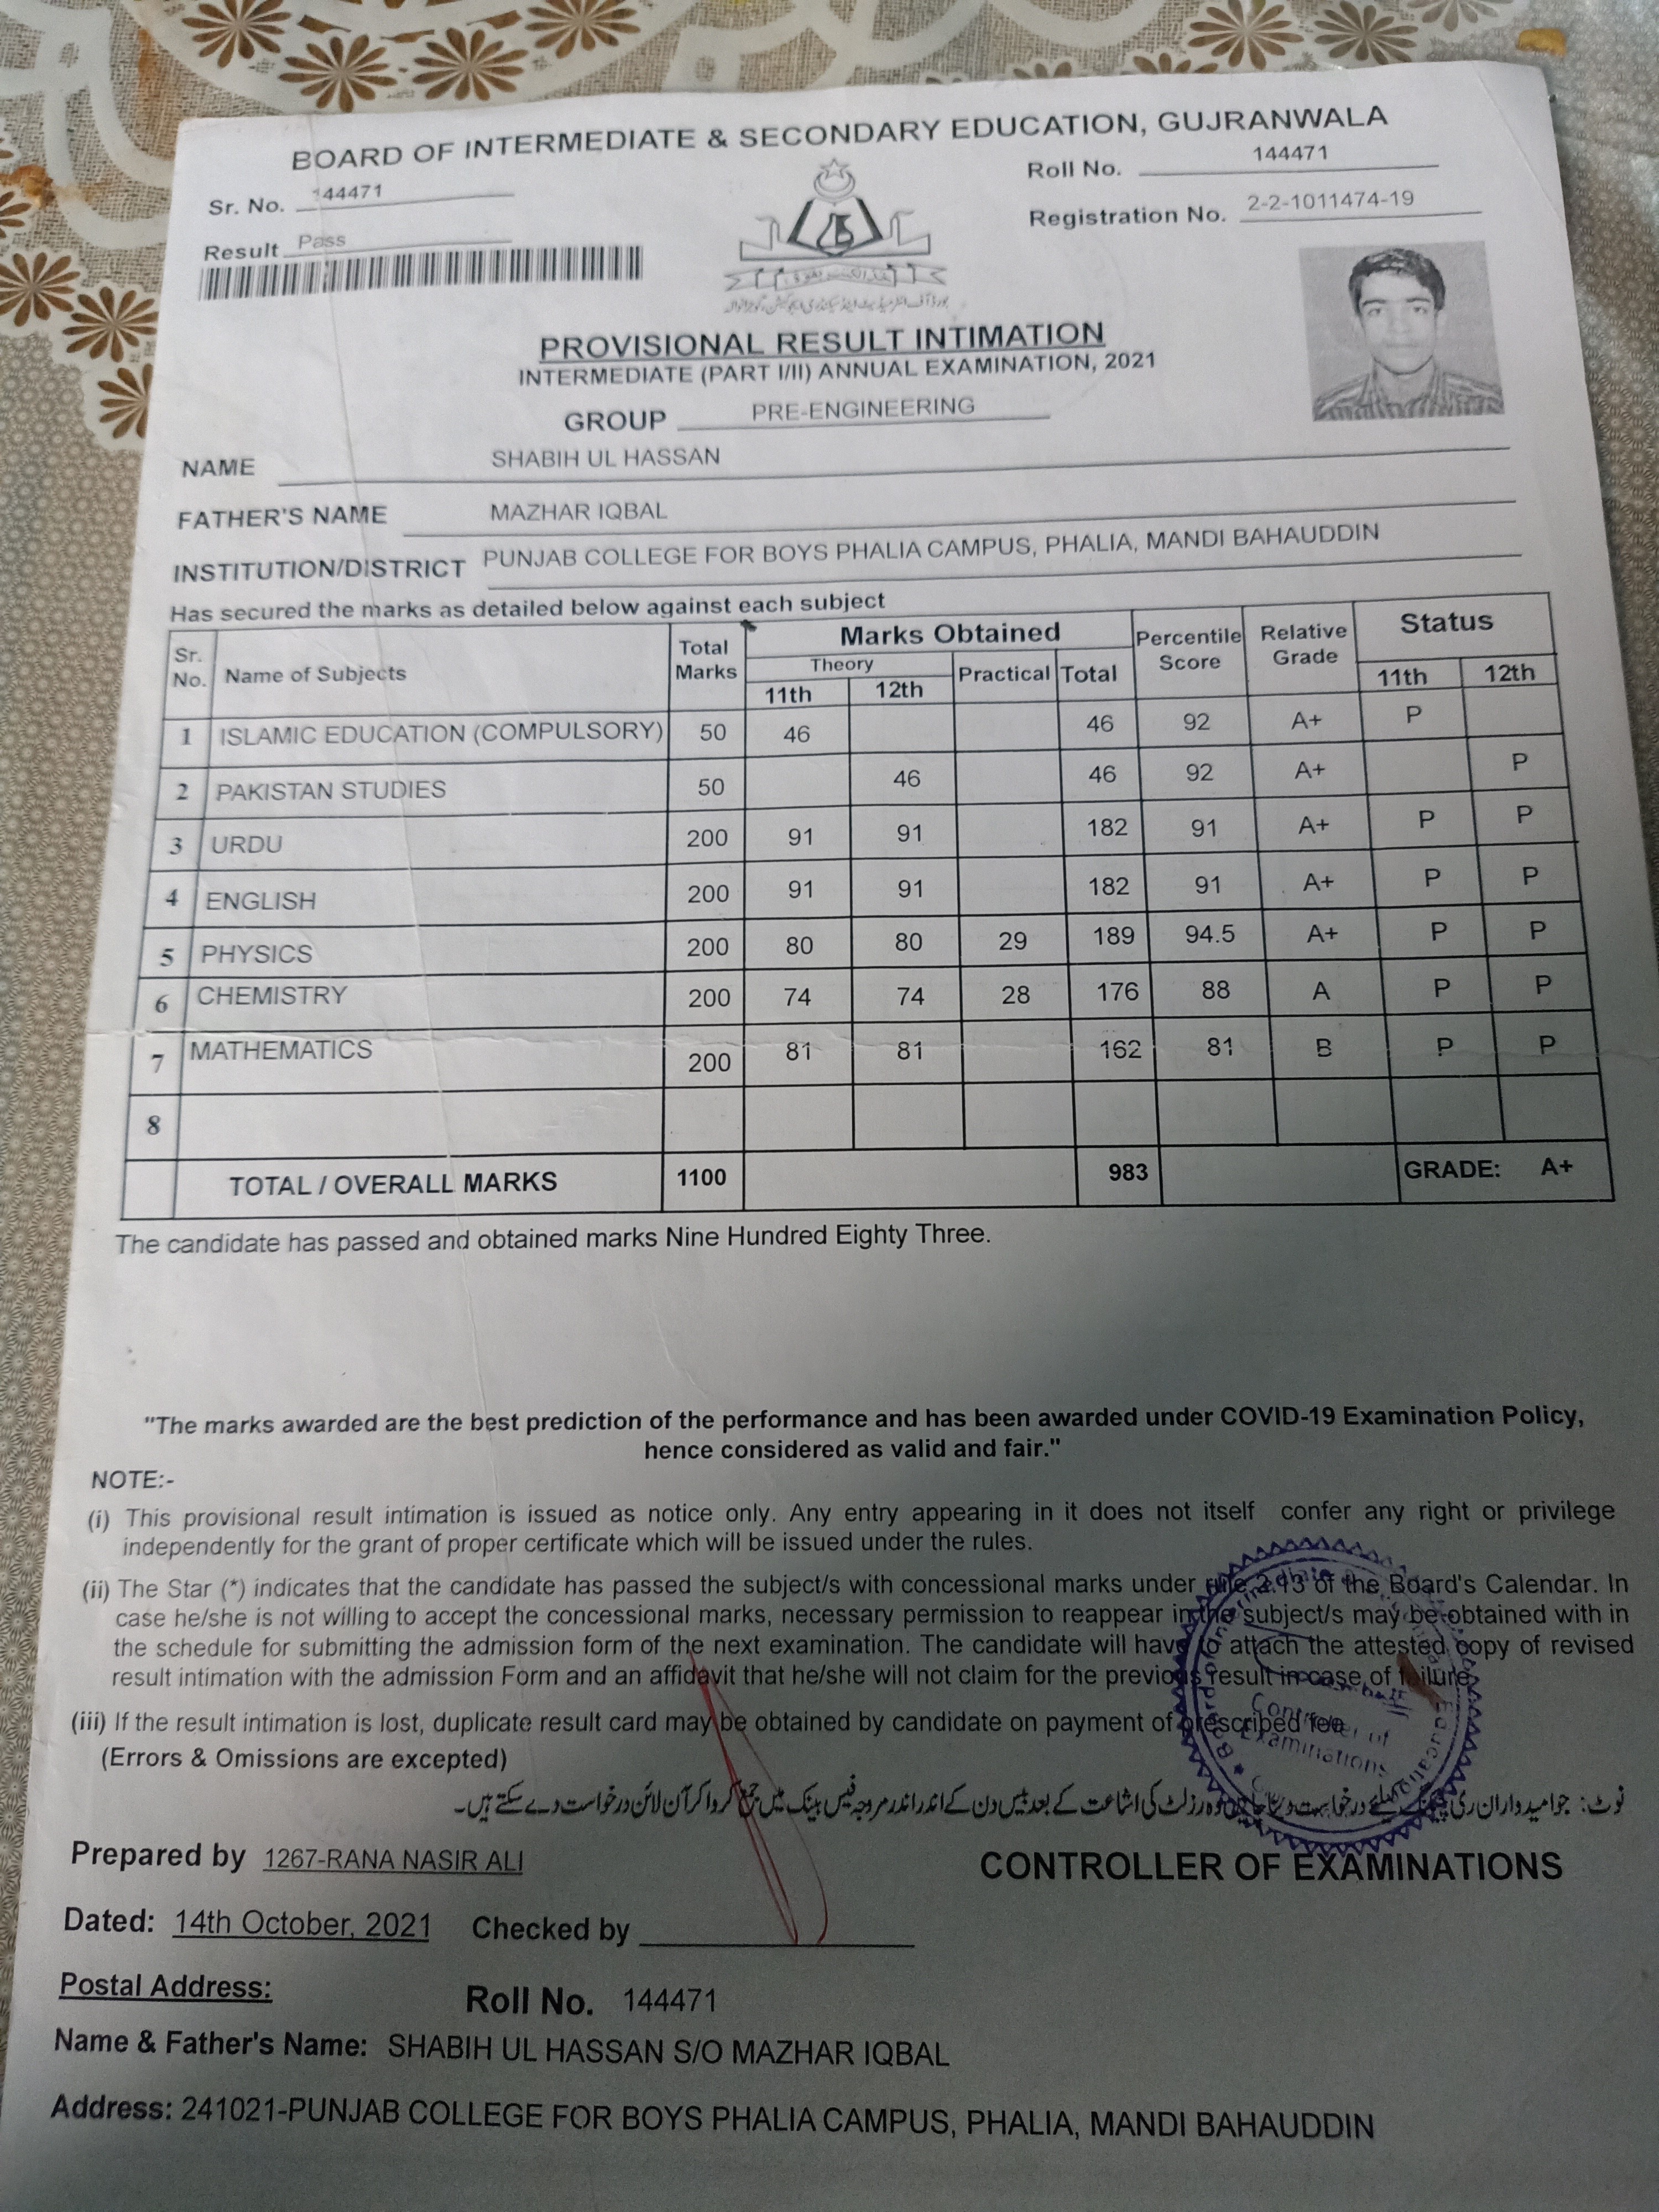 BOARD OF INTERMEDIATE & SECONDARY EDUCATION, GUJRANWALA
Sr. No. 144471
Roll No. 144471
Registration No. 2-2-1011474-19
Result Pass
PROVISIONAL RESULT INTIMATION
INTERMEDIATE (PART I/II) ANNUAL EXAMINATION, 2021
GROUP PRE-ENGINEERING
NAME SHABIH UL HASSAN
FATHER'S NAME MAZHAR IQBAL
INSTITUTION/DISTRICT PUNJAB COLLEGE FOR BOYS PHALIA CAMPUS, PHALIA, MANDI BAHAUDDIN
Has secured the marks as detailed below against each subject
Sr. No. Name of Subjects Total Marks Marks Obtained Percentile Score Relative Grade Status
Theory Practical Total 11th 12th
11th 12th
1 ISLAMIC EDUCATION (COMPULSORY) 50 46 46 92 A+ P
2 PAKISTAN STUDIES 50 46 46 92 A+ P
3 URDU 200 91 91 182 91 A+ P P
4 ENGLISH 200 91 91 182 91 A+ P P
5 PHYSICS 200 80 80 29 189 94.5 A+ P P
6 CHEMISTRY 200 74 74 28 176 88 A P P
7 MATHEMATICS 200 81 81 162 81 B P P
8
TOTAL / OVERALL MARKS 1100 983 GRADE: A+
The candidate has passed and obtained marks Nine Hundred Eighty Three.
"The marks awarded are the best prediction of the performance and has been awarded under COVID-19 Examination Policy,
hence considered as valid and fair."
NOTE:-
(i) This provisional result intimation is issued as notice only. Any entry appearing in it does not itself confer any right or privilege
independently for the grant of proper certificate which will be issued under the rules.
(ii) The Star (*) indicates that the candidate has passed the subject/s with concessional marks under rule 2.13 of the Board's Calendar. In
case he/she is not willing to accept the concessional marks, necessary permission to reappear in the subject/s may be obtained with in
the schedule for submitting the admission form of the next examination. The candidate will have to attach the attested copy of revised
result intimation with the admission Form and an affidavit that he/she will not claim for the previous result in case of failure.
(iii) If the result intimation is lost, duplicate result card may be obtained by candidate on payment of prescribed fee
(Errors & Omissions are excepted)
Controller of
Examinations
نوٹ: جو امیدواران ری درخواست وہ رزلٹ کی اشاعت کے بعد بیس دن کے اندر اندر مروجہ فیس بینک میں جمع کروا کر آن لائن درخواست دے سکتے ہیں۔
Prepared by 1267-RANA NASIR ALI
CONTROLLER OF EXAMINATIONS
Dated: 14th October, 2021 Checked by
Postal Address: Roll No. 144471
Name & Father's Name: SHABIH UL HASSAN S/O MAZHAR IQBAL
Address: 241021-PUNJAB COLLEGE FOR BOYS PHALIA CAMPUS, PHALIA, MANDI BAHAUDDIN